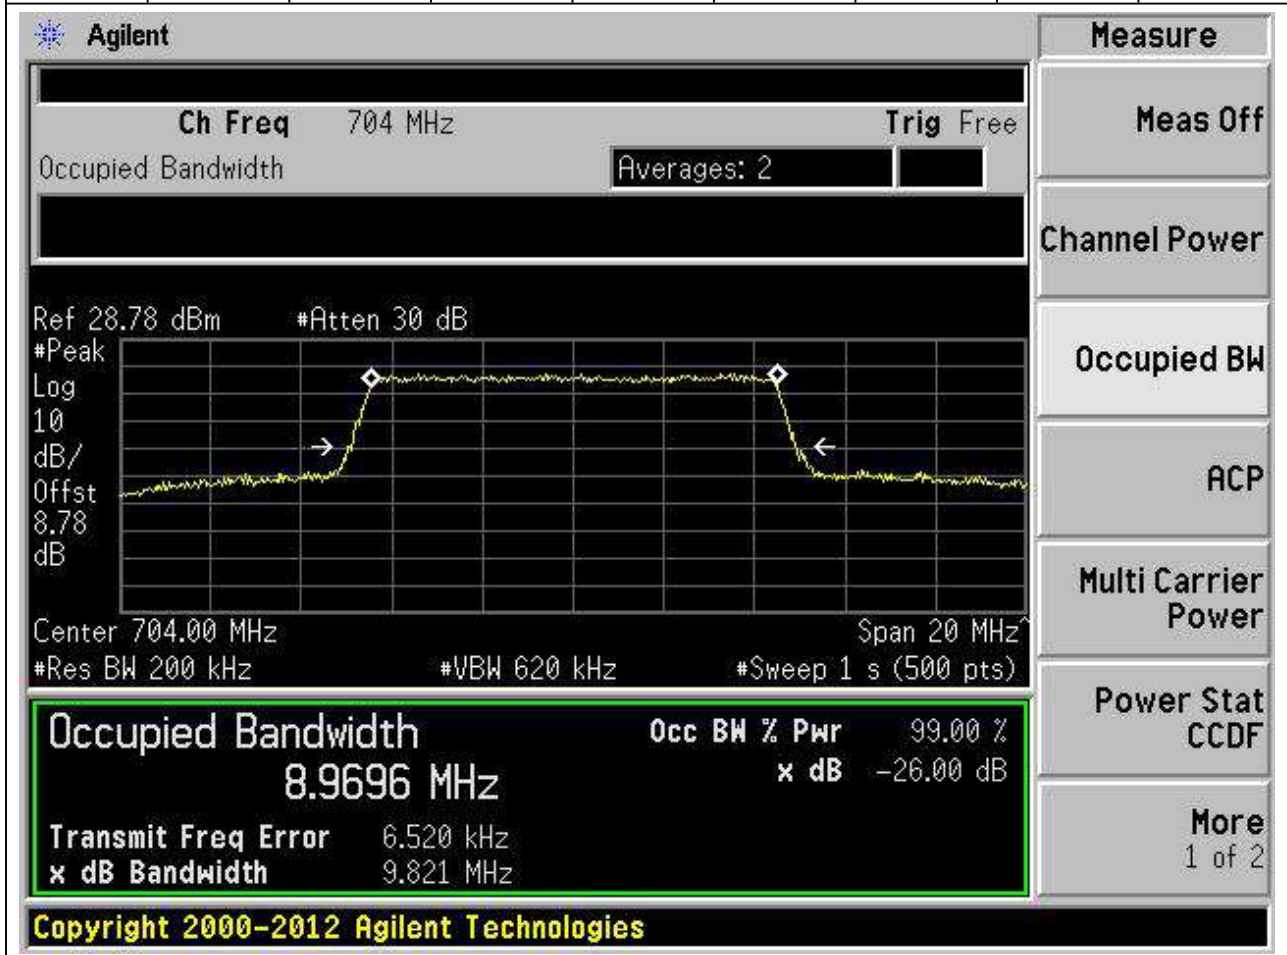 Agilent
Measure
Ch Freq 704 MHz Trig Free
Occupied Bandwidth Averages: 2
Meas Off
Channel Power
Occupied BW
ACP
Multi Carrier
Power
Power Stat
CCDF
More
1 of 2
Ref 28.78 dBm #Atten 30 dB
#Peak
Log
10
dB/
Offst
8.78
dB
Center 704.00 MHz Span 20 MHz^
#Res BW 200 kHz #VBW 620 kHz #Sweep 1 s (500 pts)
Occupied Bandwidth Occ BW % Pwr 99.00 %
8.9696 MHz x dB -26.00 dB
Transmit Freq Error 6.520 kHz
x dB Bandwidth 9.821 MHz
Copyright 2000-2012 Agilent Technologies